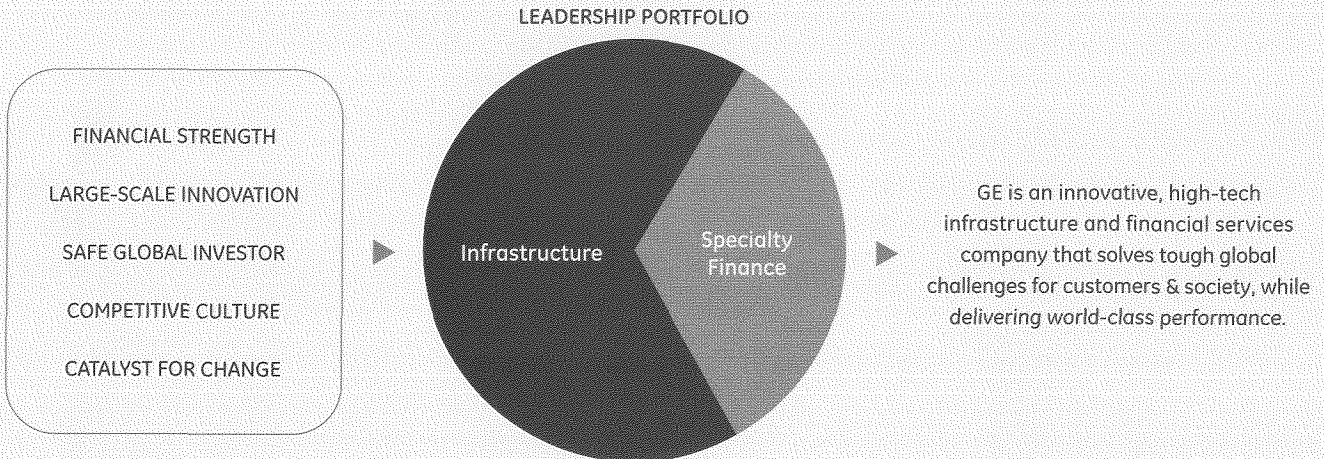 LEADERSHIP PORTFOLIO
FINANCIAL STRENGTH
LARGE-SCALE INNOVATION
SAFE GLOBAL INVESTOR
COMPETITIVE CULTURE
CATALYST FOR CHANGE
Infrastructure
Specialty
Finance
GE is an innovative, high-tech
infrastructure and financial services
company that solves tough global
challenges for customers & society, while
delivering world-class performance.